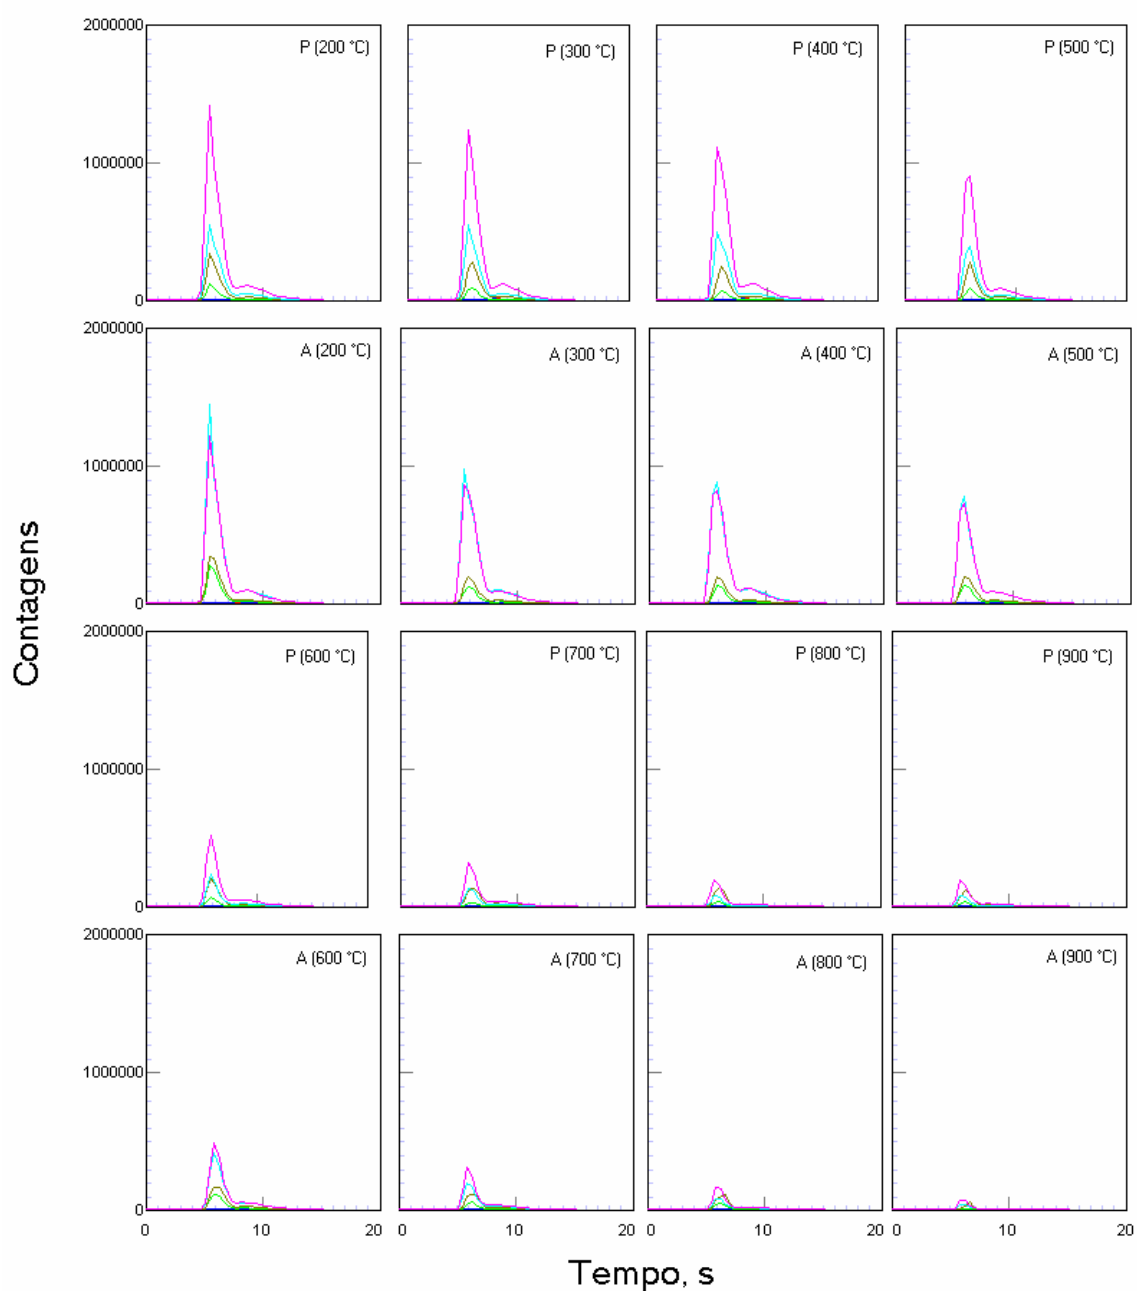 2000000
P (200 °C)
P (300 °C)
P (400 °C)
P (500 °C)
1000000
0
2000000
A (200 °C)
A (300 °C)
A (400 °C)
A (500 °C)
1000000
0
Contagens
2000000
P (600 °C)
P (700 °C)
P (800 °C)
P (900 °C)
1000000
0
2000000
A (600 °C)
A (700 °C)
A (800 °C)
A (900 °C)
1000000
0
0 10 20 0 10 20 0 10 20 0 10 20
Tempo, s